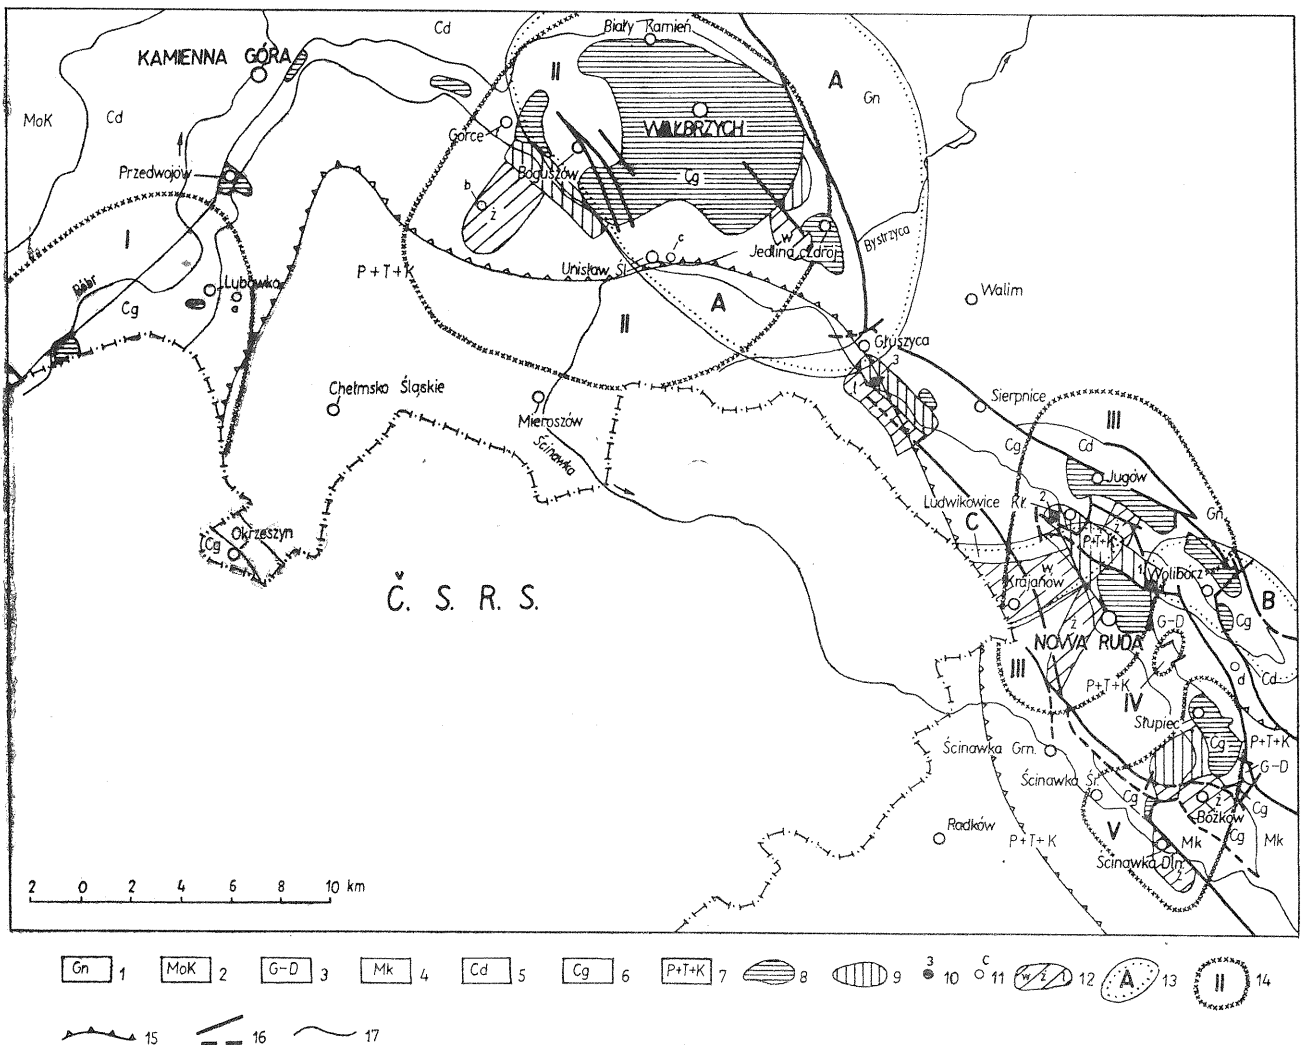 Cd
Biały Kamień
KAMIENNA GÓRA
II
A
Gn
MoK
Cd
WAŁBRZYCH
Gorce
Przedwojów
Boguszów
Cg
b
ż
I
w
Jedlina Zdrój
Bystrzyca
c
Unisław Śl.
P+T+K
Bóbr
Lubawka
a
Cg
A
II
Walim
Głuszyca
3
ł
Chełmsko Śląskie
Mieroszów
Ścinawka
Sierpnice
III
Cg
Cd
Jugów
Ludwikowice Kł.
2
Gn
C
ż
P+T+K
Okrzeszyn
Cg
Č. S. R. S.
w
Krajanów
1
Wolibórz
B
ż
G-D
Cg
NOWA RUDA
III
d
Cd
P+T+K
IV
Słupiec
Cg
P+T+K
G-D
Ścinawka Grn.
Ścinawka Śr.
Cg
ż
Bożków
Cg
Radków
P+T+K
V
Mk
Cg
Mk
Ścinawka Dln.
ż
2 0 2 4 6 8 10 km
Gn 1 MoK 2 G-D 3 Mk 4 Cd 5 Cg 6 P+T+K 7 8 9 3 10 c 11 w ż ł 12 A 13 II 14
15 16 17